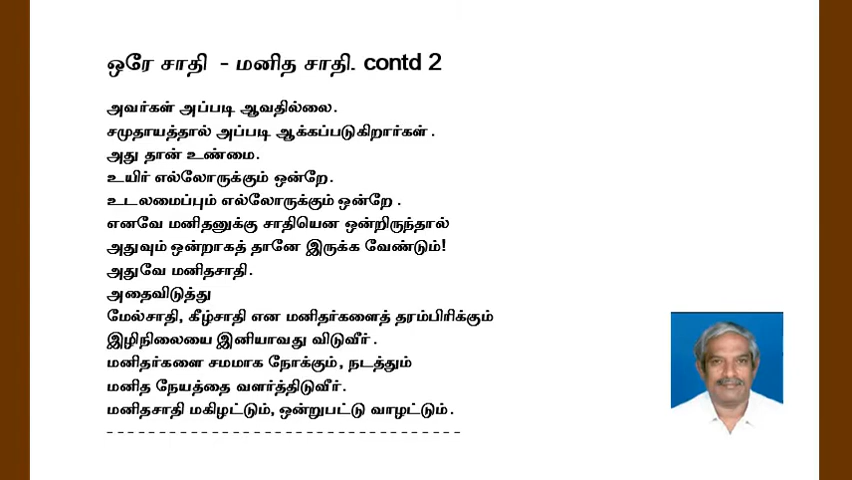 ஒரே சாதி - மனித சாதி. contd 2
அவர்கள் அப்படி ஆவதில்லை.
சமுதாயத்தால் அப்படி ஆக்கப்படுகிறார்கள் .
அது தான் உண்மை.
உயிர் எல்லோருக்கும் ஒன்றே.
உடலமைப்பும் எல்லோருக்கும் ஒன்றே .
எனவே மனிதனுக்கு சாதியென ஒன்றிருந்தால்
அதுவும் ஒன்றாகத் தானே இருக்க வேண்டும்!
அதுவே மனிதசாதி.
அதைவிடுத்து
மேல்சாதி, கீழ்சாதி என மனிதர்களைத் தரம்பிரிக்கும்
இழிநிலையை இனியாவது விடுவீர் .
மனிதர்களை சமமாக நோக்கும் , நடத்தும்
மனித நேயத்தை வளர்த்திடுவீர்.
மனிதசாதி மகிழட்டும், ஒன்றுபட்டு வாழட்டும் .
- - - - - - - - - - - - - - - - - - - - - - - - - - - - - - - - - - -